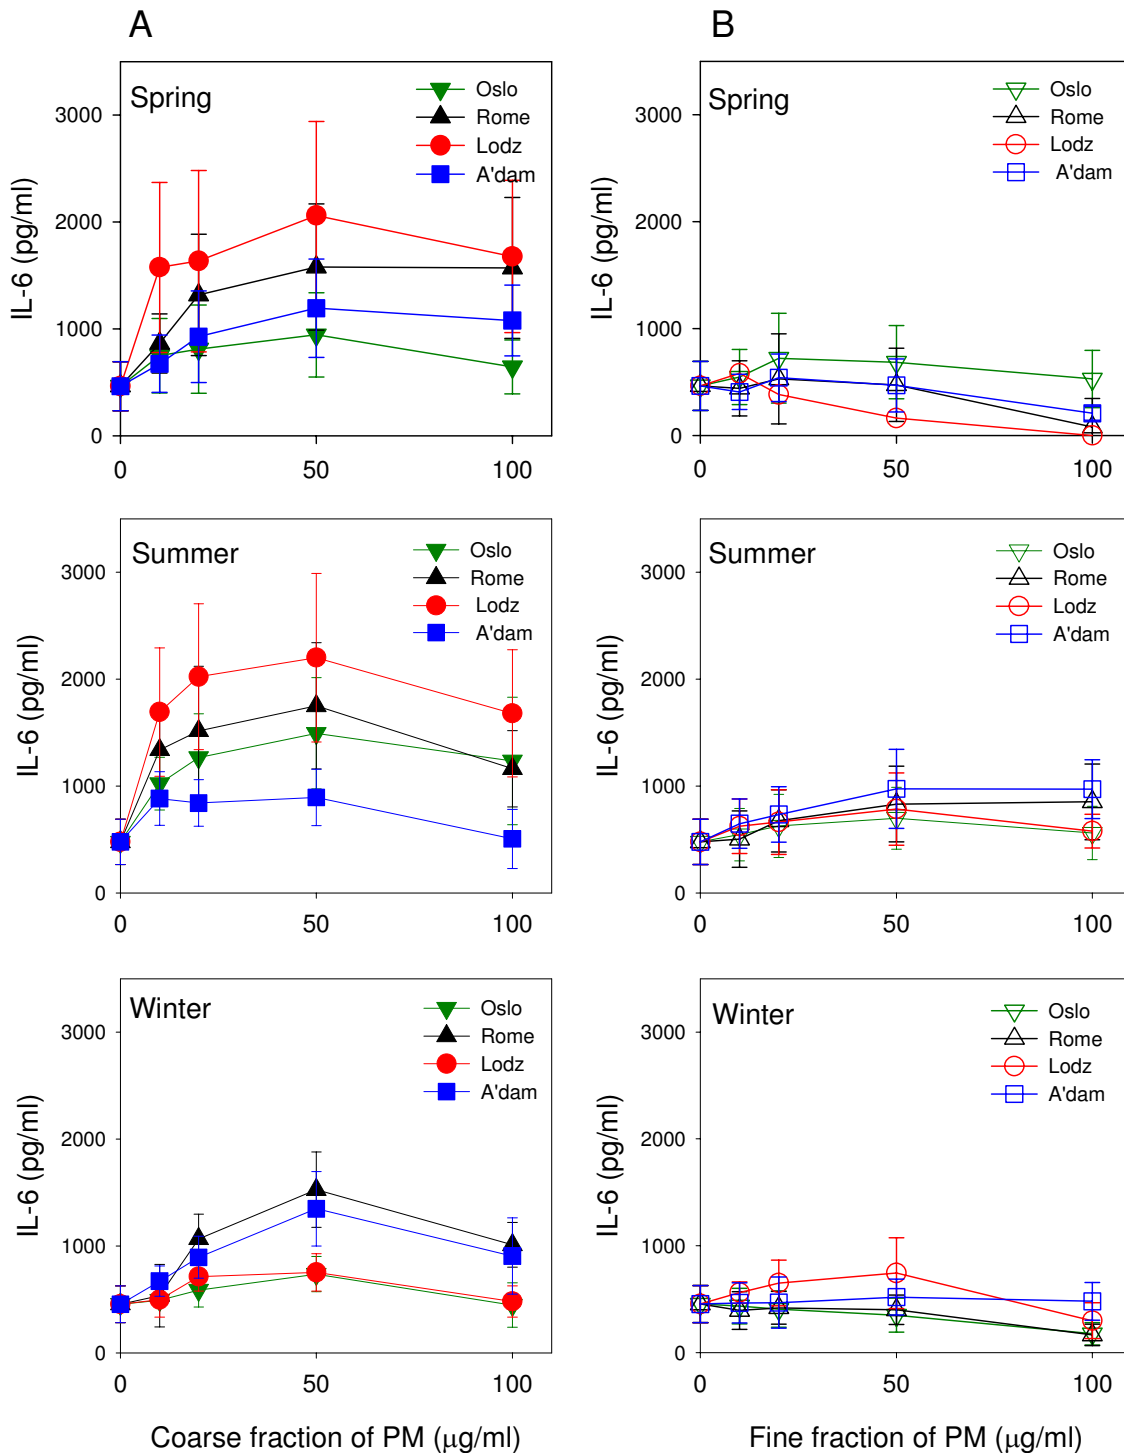 A
B
Spring
Oslo
Rome
Lodz
A'dam
3000
2000
1000
0
IL-6 (pg/ml)
0
50
100
Spring
Oslo
Rome
Lodz
A'dam
3000
2000
1000
0
IL-6 (pg/ml)
0
50
100
Summer
Oslo
Rome
Lodz
A'dam
3000
2000
1000
0
IL-6 (pg/ml)
0
50
100
Summer
Oslo
Rome
Lodz
A'dam
3000
2000
1000
0
IL-6 (pg/ml)
0
50
100
Winter
Oslo
Rome
Lodz
A'dam
3000
2000
1000
0
IL-6 (pg/ml)
0
50
100
Coarse fraction of PM (μg/ml)
Winter
Oslo
Rome
Lodz
A'dam
3000
2000
1000
0
IL-6 (pg/ml)
0
50
100
Fine fraction of PM (μg/ml)